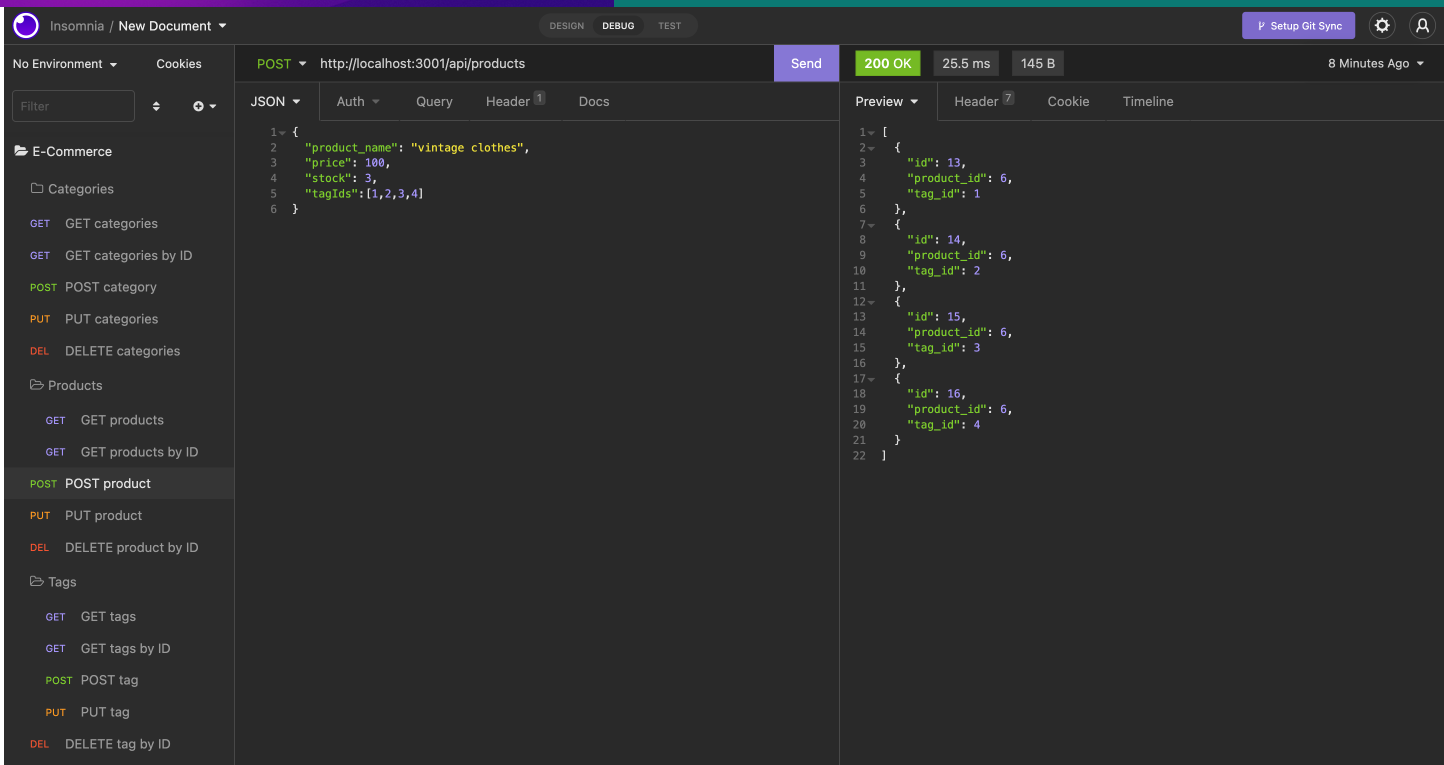 Insomnia / New Document
DESIGN DEBUG TEST
Setup Git Sync
No Environment Cookies
Filter
E-Commerce
Categories
GET GET categories
GET GET categories by ID
POST POST category
PUT PUT categories
DEL DELETE categories
Products
GET GET products
GET GET products by ID
POST POST product
PUT PUT product
DEL DELETE product by ID
Tags
GET GET tags
GET GET tags by ID
POST POST tag
PUT PUT tag
DEL DELETE tag by ID
POST http://localhost:3001/api/products Send
JSON Auth Query Header 1 Docs
1 {
2 "product_name": "vintage clothes",
3 "price": 100,
4 "stock": 3,
5 "tagIds":[1,2,3,4]
6 }
200 OK 25.5 ms 145 B 8 Minutes Ago
Preview Header 7 Cookie Timeline
1 [
2 {
3 "id": 13,
4 "product_id": 6,
5 "tag_id": 1
6 },
7 {
8 "id": 14,
9 "product_id": 6,
10 "tag_id": 2
11 },
12 {
13 "id": 15,
14 "product_id": 6,
15 "tag_id": 3
16 },
17 {
18 "id": 16,
19 "product_id": 6,
20 "tag_id": 4
21 }
22 ]